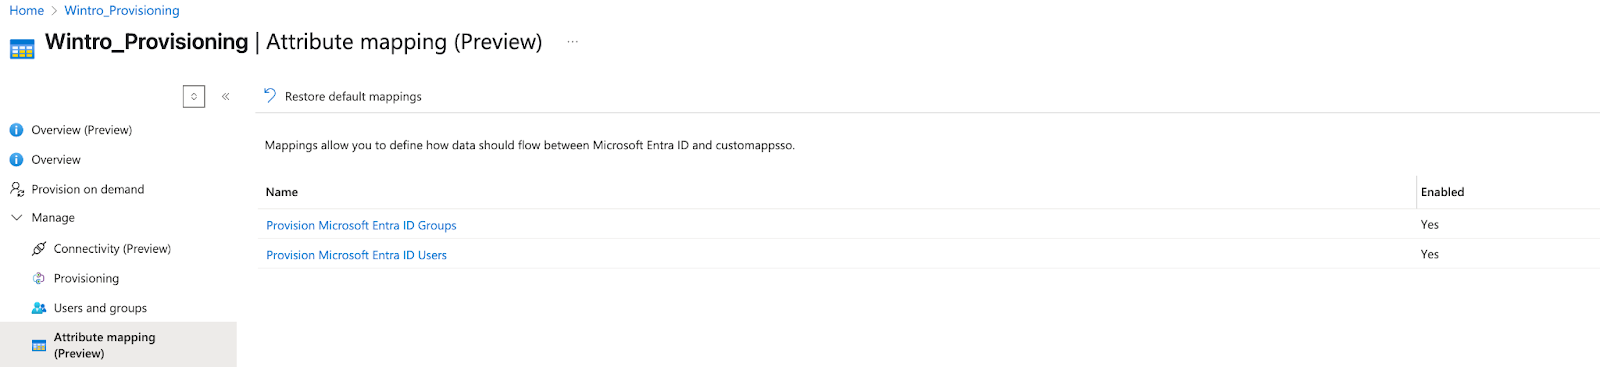 Home > Wintro_Provisioning
Wintro_Provisioning | Attribute mapping (Preview) ...
«
Restore default mappings
Overview (Preview)
Overview
Provision on demand
Manage
Connectivity (Preview)
Provisioning
Users and groups
Attribute mapping
(Preview)
Mappings allow you to define how data should flow between Microsoft Entra ID and customappsso.
Name Enabled
Provision Microsoft Entra ID Groups Yes
Provision Microsoft Entra ID Users Yes